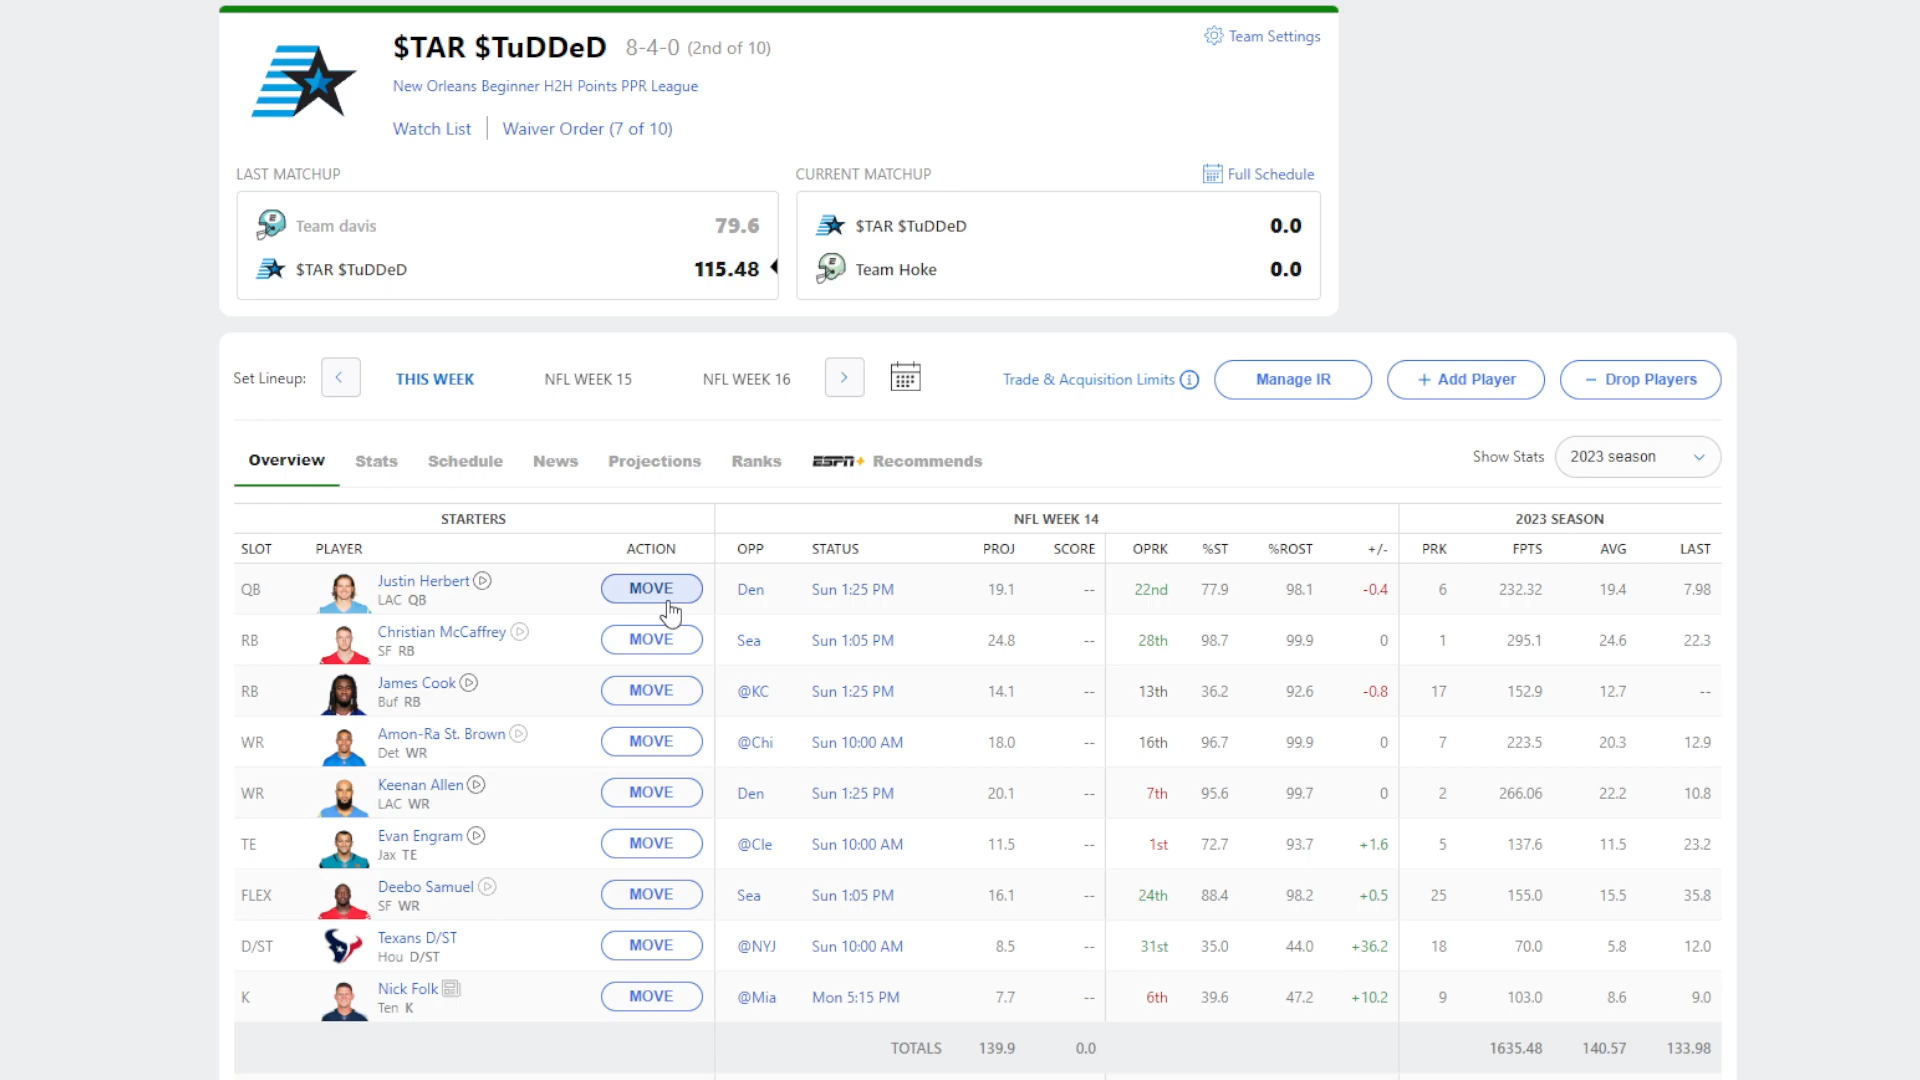 $TAR $TuDDeD 8-4-0 (2nd of 10)
Team Settings
New Orleans Beginner H2H Points PPR League
Watch List Waiver Order (7 of 10)
LAST MATCHUP
Team davis 79.6
$TAR $TuDDeD 115.48
CURRENT MATCHUP Full Schedule
$TAR $TuDDeD 0.0
Team Hoke 0.0
Set Lineup: THIS WEEK NFL WEEK 15 NFL WEEK 16 Trade & Acquisition Limits Manage IR + Add Player − Drop Players
Overview Stats Schedule News Projections Ranks ESPN+ Recommends
Show Stats 2023 season
STARTERS NFL WEEK 14 2023 SEASON
SLOT PLAYER ACTION OPP STATUS PROJ SCORE OPRK %ST %ROST +/- PRK FPTS AVG LAST
QB Justin Herbert MOVE Den Sun 1:25 PM 19.1 -- 22nd 77.9 98.1 -0.4 6 232.32 19.4 7.98
LAC QB
RB Christian McCaffrey MOVE Sea Sun 1:05 PM 24.8 -- 28th 98.7 99.9 0 1 295.1 24.6 22.3
SF RB
RB James Cook MOVE @KC Sun 1:25 PM 14.1 -- 13th 36.2 92.6 -0.8 17 152.9 12.7 --
Buf RB
WR Amon-Ra St. Brown MOVE @Chi Sun 10:00 AM 18.0 -- 16th 96.7 99.9 0 7 223.5 20.3 12.9
Det WR
WR Keenan Allen MOVE Den Sun 1:25 PM 20.1 -- 7th 95.6 99.7 0 2 266.06 22.2 10.8
LAC WR
TE Evan Engram MOVE @Cle Sun 10:00 AM 11.5 -- 1st 72.7 93.7 +1.6 5 137.6 11.5 23.2
Jax TE
FLEX Deebo Samuel MOVE Sea Sun 1:05 PM 16.1 -- 24th 88.4 98.2 +0.5 25 155.0 15.5 35.8
SF WR
D/ST Texans D/ST MOVE @NYJ Sun 10:00 AM 8.5 -- 31st 35.0 44.0 +36.2 18 70.0 5.8 12.0
Hou D/ST
K Nick Folk MOVE @Mia Mon 5:15 PM 7.7 -- 6th 39.6 47.2 +10.2 9 103.0 8.6 9.0
Ten K
TOTALS 139.9 0.0 1635.48 140.57 133.98